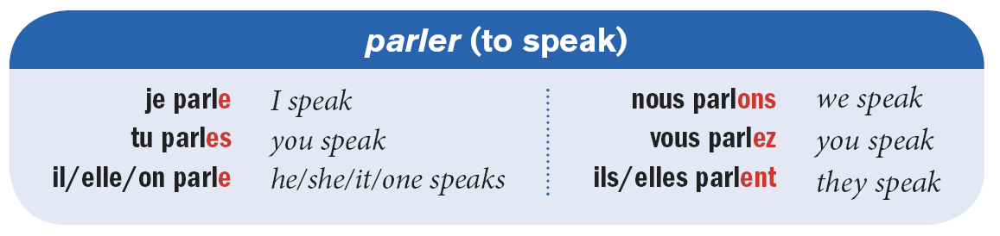 parler (to speak)
je parle I speak
tu parles you speak
il/elle/on parle he/she/it/one speaks
nous parlons we speak
vous parlez you speak
ils/elles parlent they speak